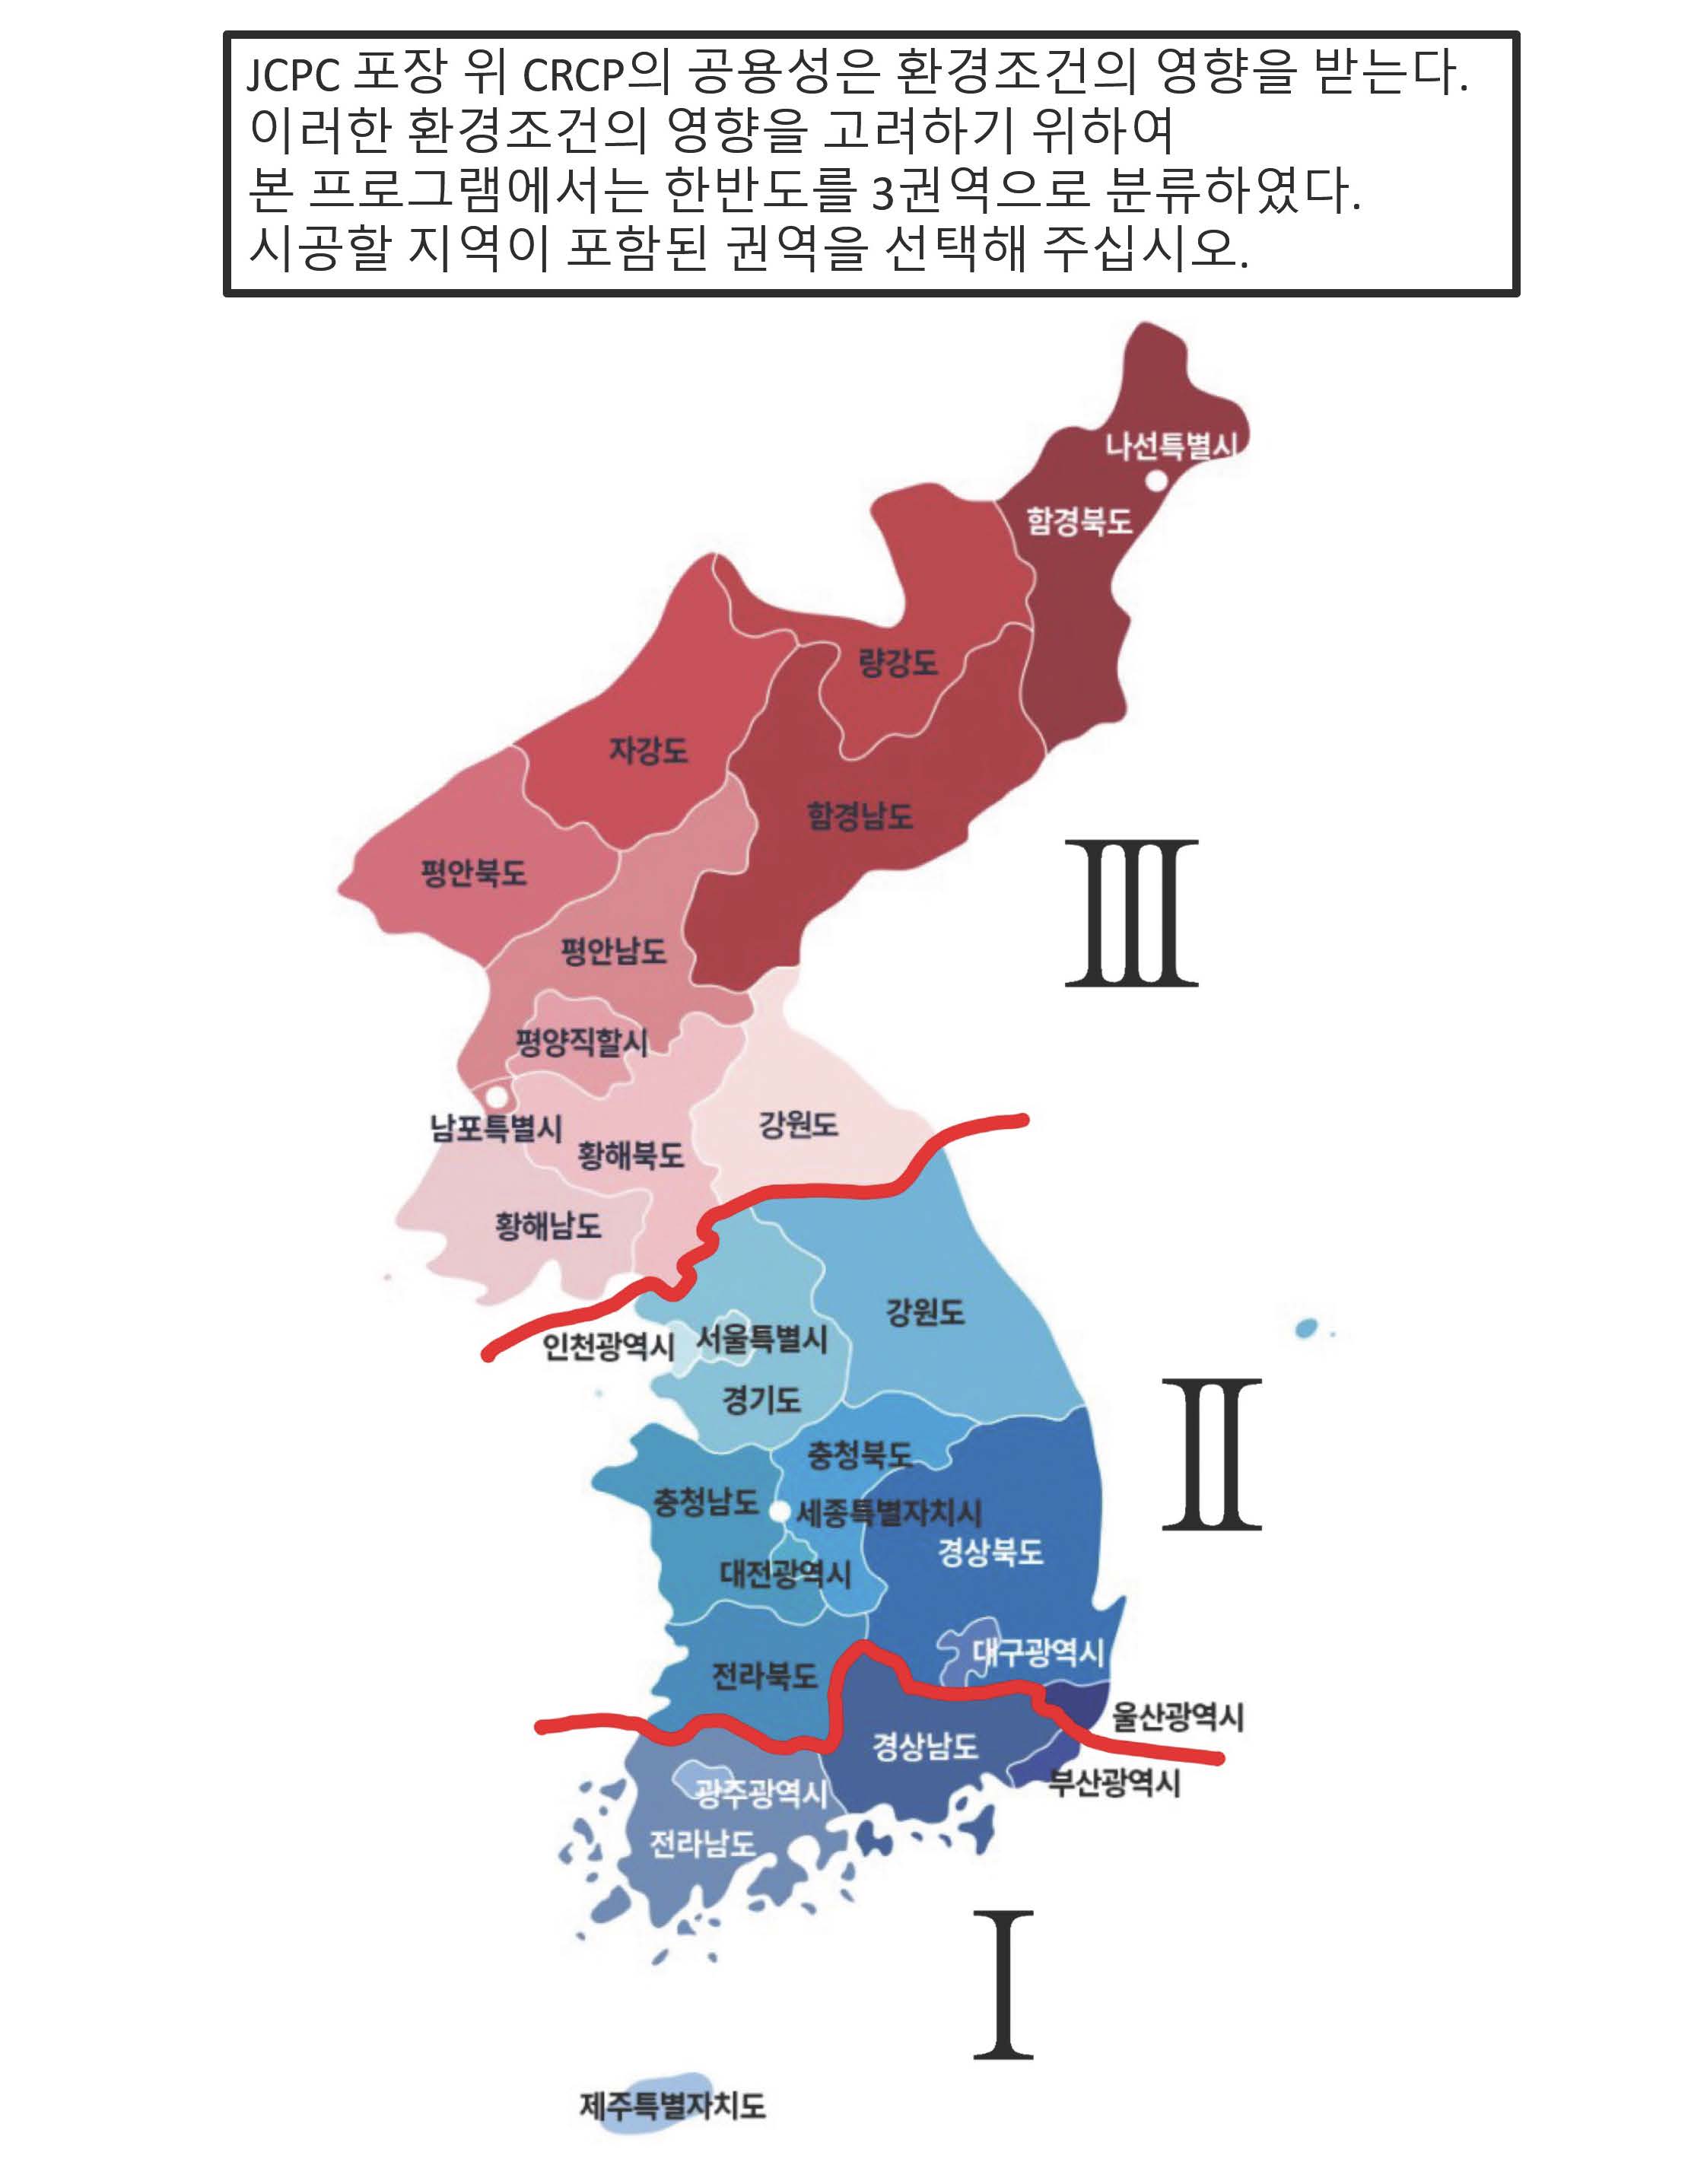 JCPC 포장 위 CRCP의 공용성은 환경조건의 영향을 받는다.
이러한 환경조건의 영향을 고려하기 위하여
본 프로그램에서는 한반도를 3권역으로 분류하였다.
시공할 지역이 포함된 권역을 선택해 주십시오.
나선특별시
함경북도
량강도
자강도
함경남도
평안북도
III
평안남도
평양직할시
남포특별시
강원도
황해북도
황해남도
강원도
인천광역시
서울특별시
경기도
II
충청북도
충청남도
세종특별자치시
경상북도
대전광역시
대구광역시
전라북도
울산광역시
경상남도
부산광역시
광주광역시
전라남도
I
제주특별자치도